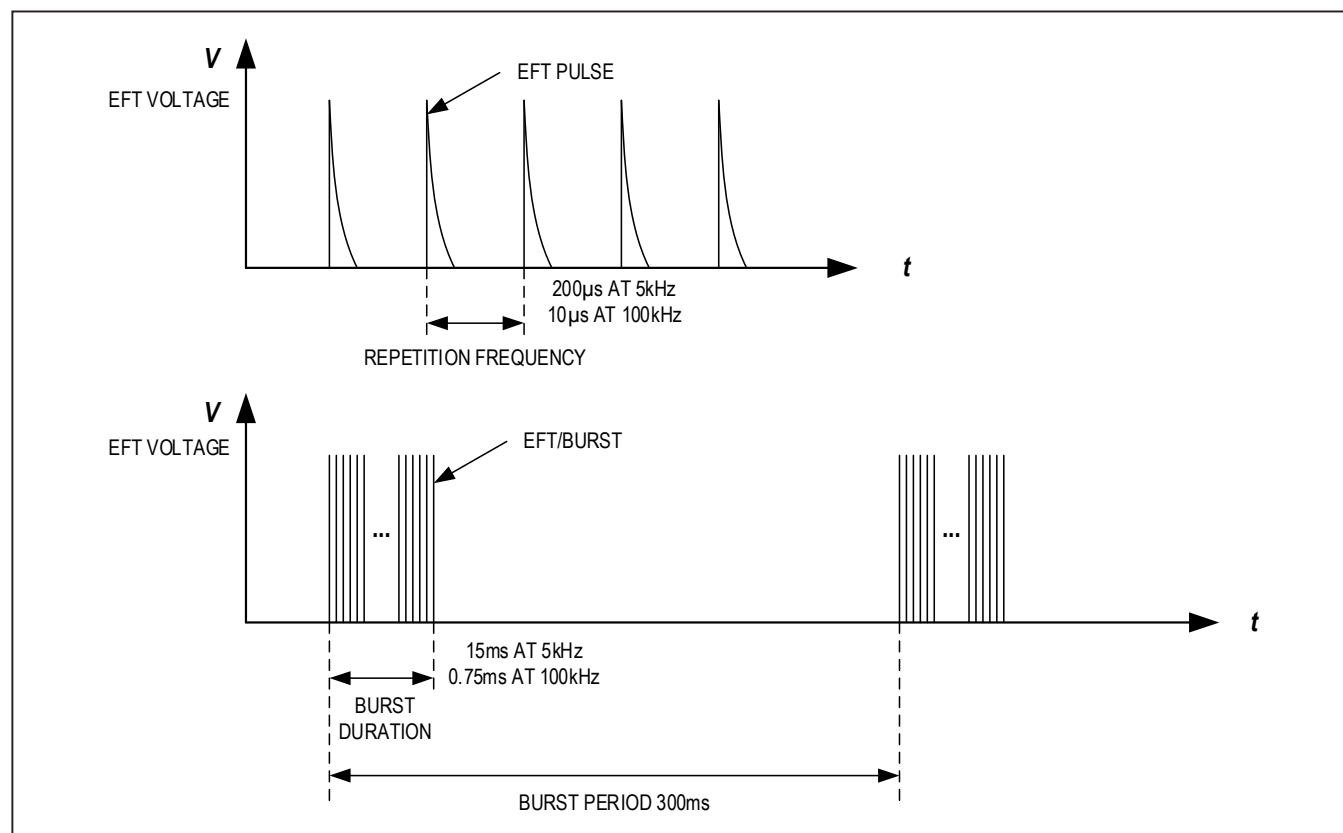 V
EFT VOLTAGE
EFT PULSE
t
200µs AT 5kHz
10µs AT 100kHz
REPETITION FREQUENCY
V
EFT VOLTAGE
EFT/BURST
...
...
t
15ms AT 5kHz
0.75ms AT 100kHz
BURST
DURATION
BURST PERIOD 300ms